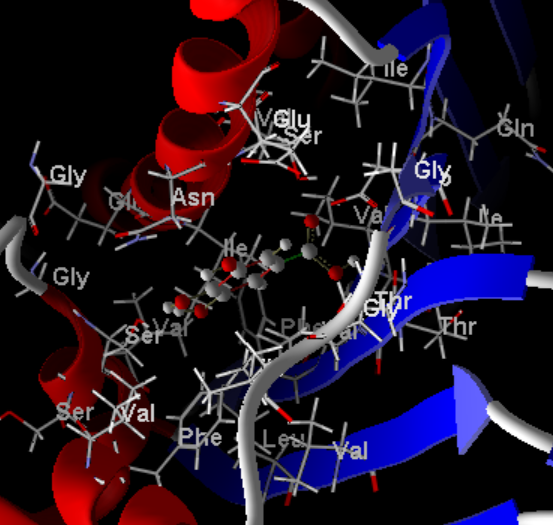 Ile
Glu
Ser
Gln
Gly
Gly
Asn
Val
Ile
Ile
Gly
Thr
Gly
Thr
Ser
Val
Phe
Val
Ser
Val
Phe
Leu
Val